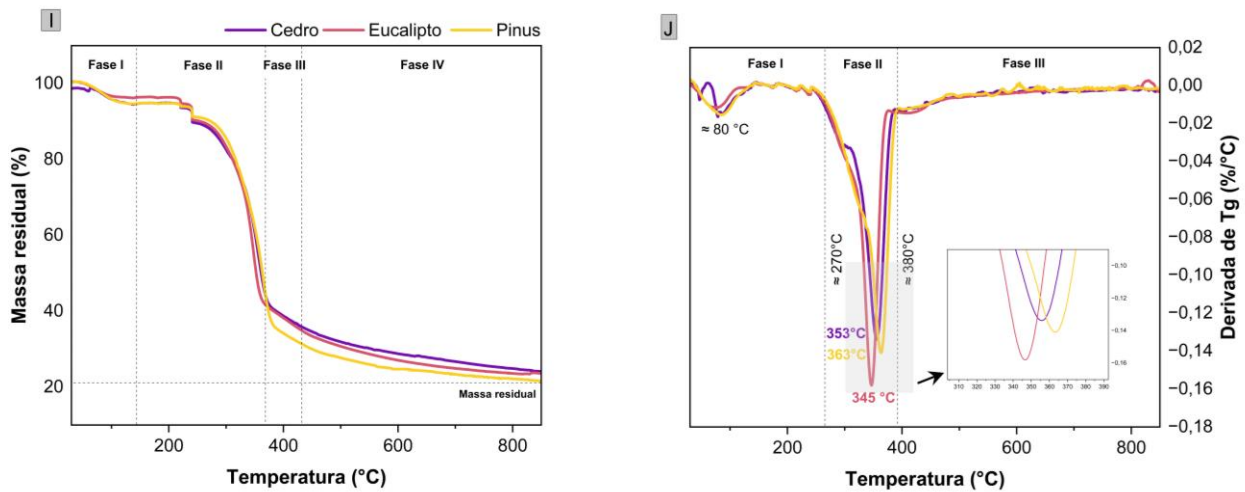 I
Cedro Eucalipto Pinus
Fase I Fase II Fase III Fase IV
100
80
60
40
20
Massa residual (%)
Massa residual
200 400 600 800
Temperatura (°C)
J
Fase I Fase II Fase III
0,02
0,00
−0,02
−0,04
−0,06
−0,08
−0,10
−0,12
−0,14
−0,16
−0,18
Derivada de Tg (%/°C)
≈ 80 °C
≈ 270°C
≈ 380°C
353°C
363°C
345 °C
−0,10
−0,12
−0,14
−0,16
310 320 330 340 350 360 370 380 390
200 400 600 800
Temperatura (°C)